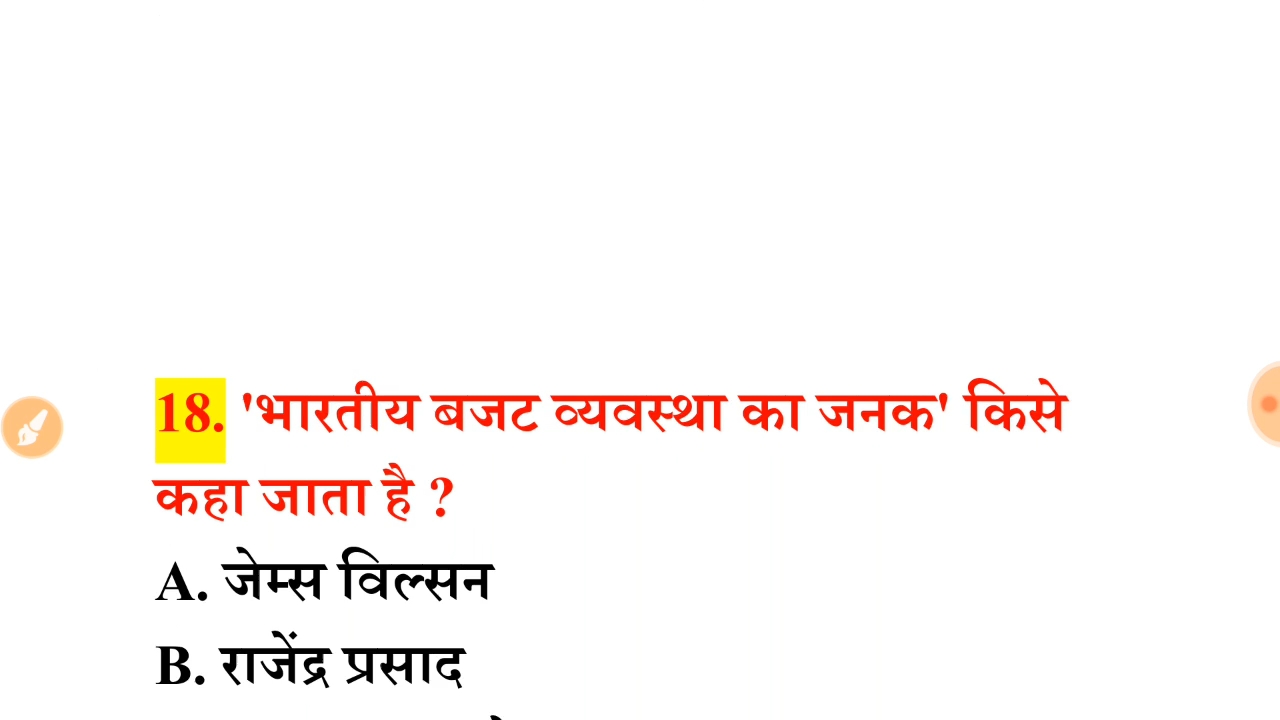 18. 'भारतीय बजट व्यवस्था का जनक' किसे
कहा जाता है ?
A. जेम्स विल्सन
B. राजेंद्र प्रसाद